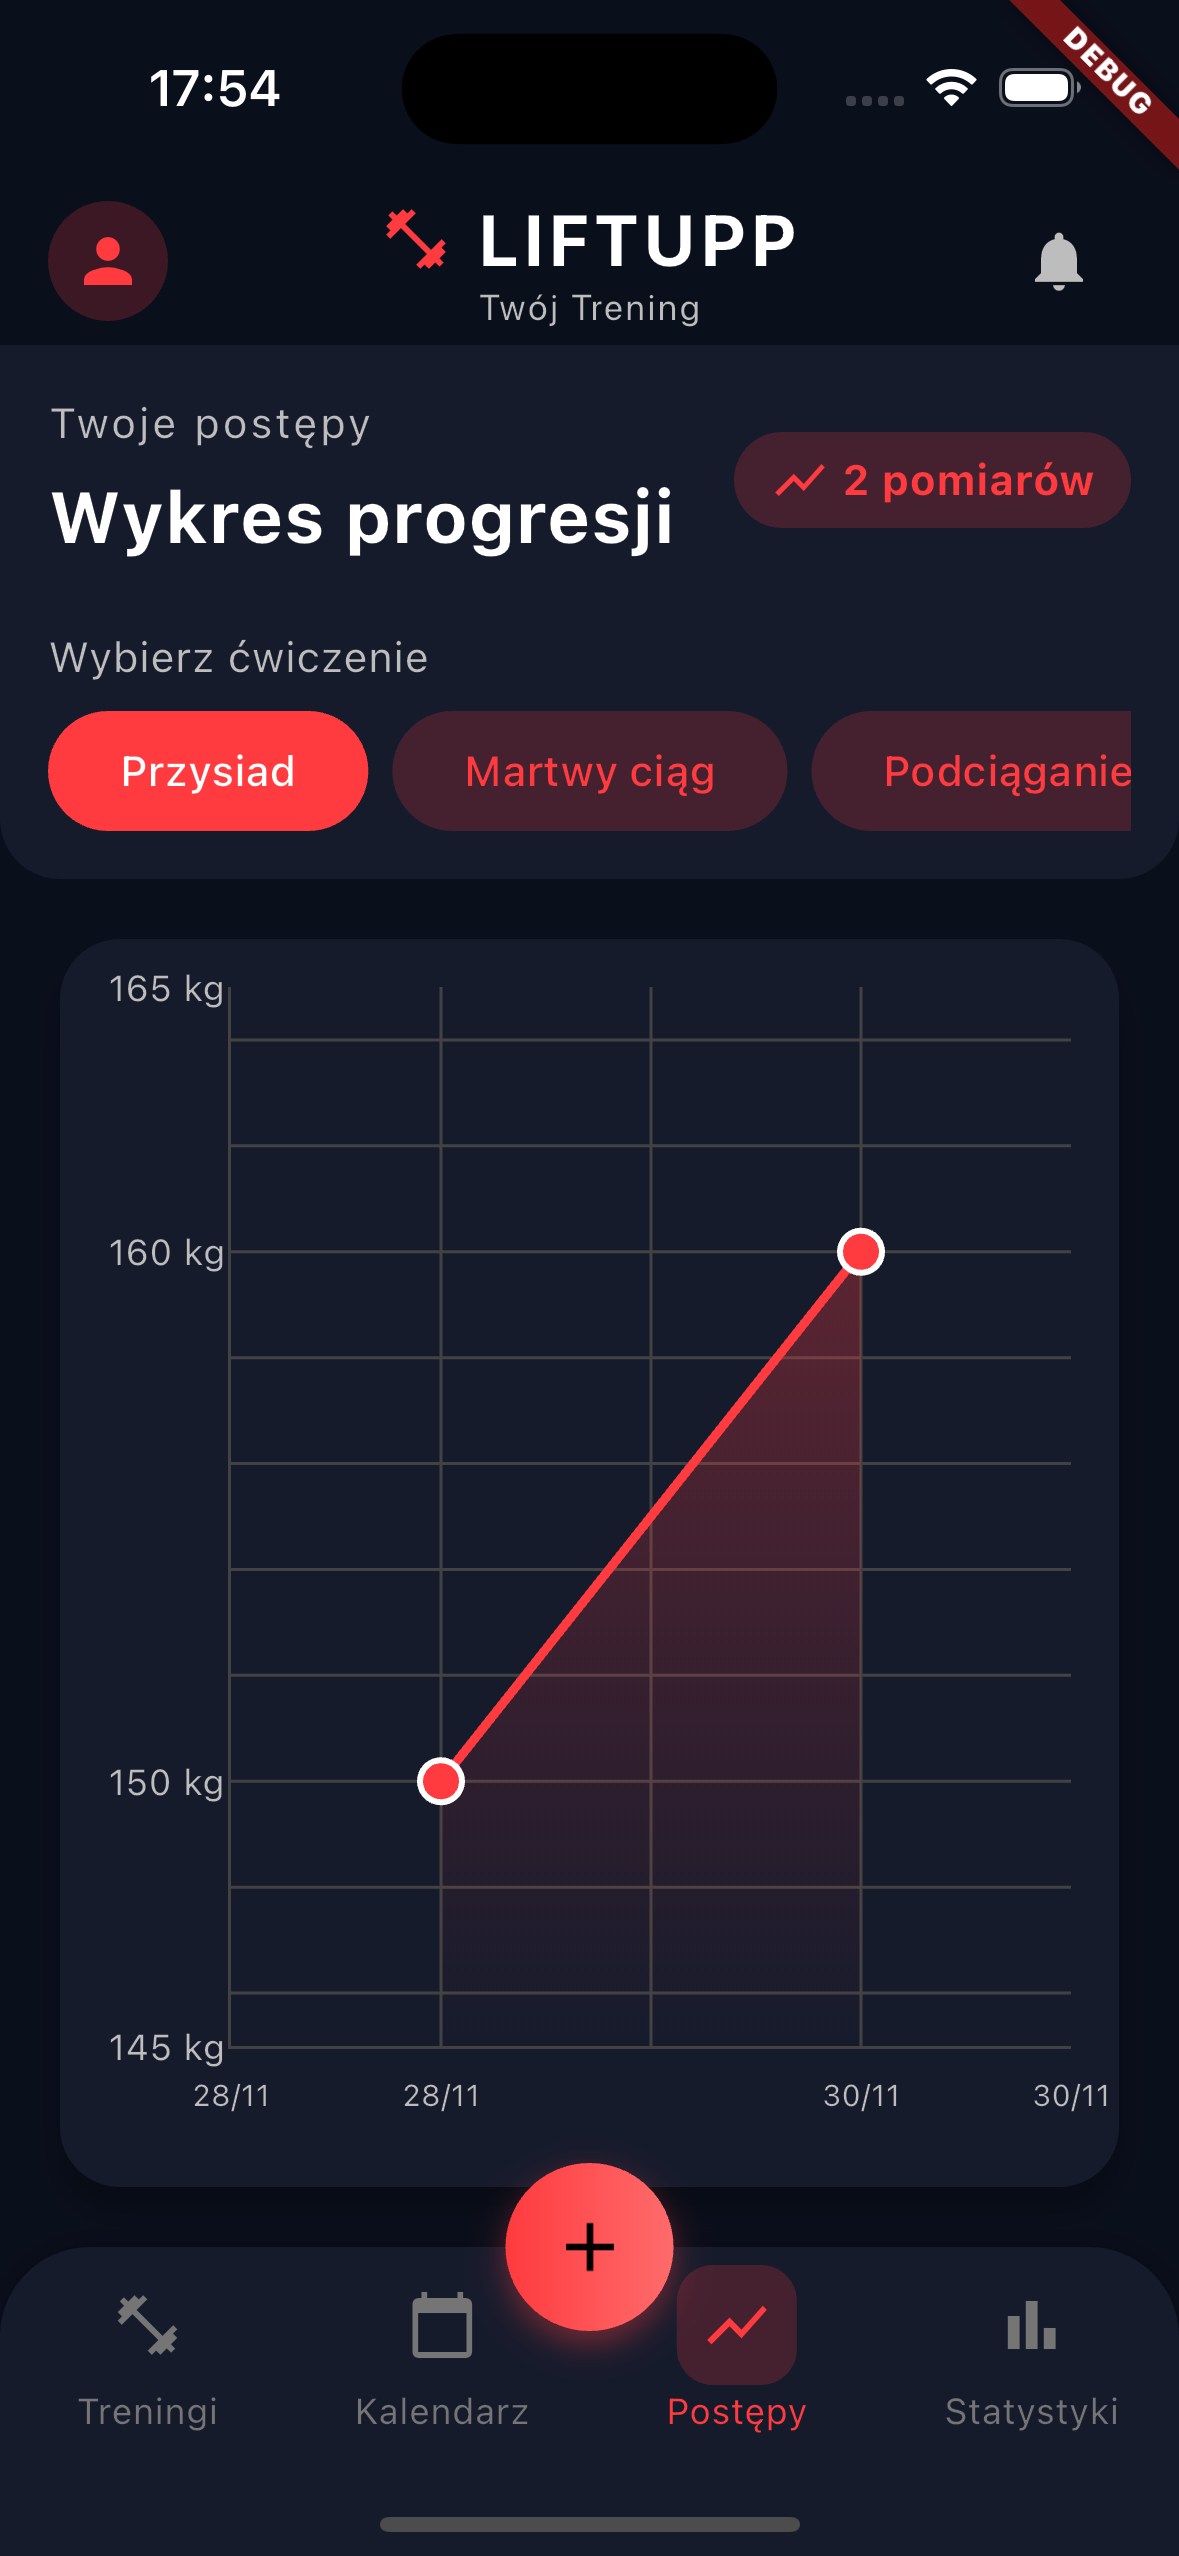 17:54
DEBUG
LIFTUPP
Twój Trening
Twoje postępy
2 pomiarów
Wykres progresji
Wybierz ćwiczenie
Przysiad
Martwy ciąg
Podciąganie
165 kg
160 kg
150 kg
145 kg
28/11
28/11
30/11
30/11
Treningi
Kalendarz
Postępy
Statystyki